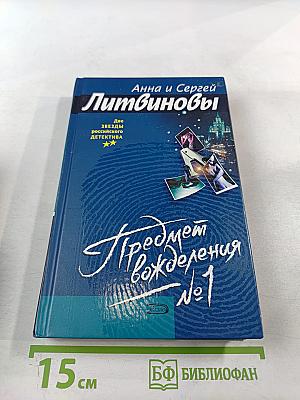 Анна и Сергей
Литвиновы
Две
ЗВЕЗДЫ
российского
ДЕТЕКТИВА
Предмет
вожделения
№1
15 см
БФ БИБЛИОФАН